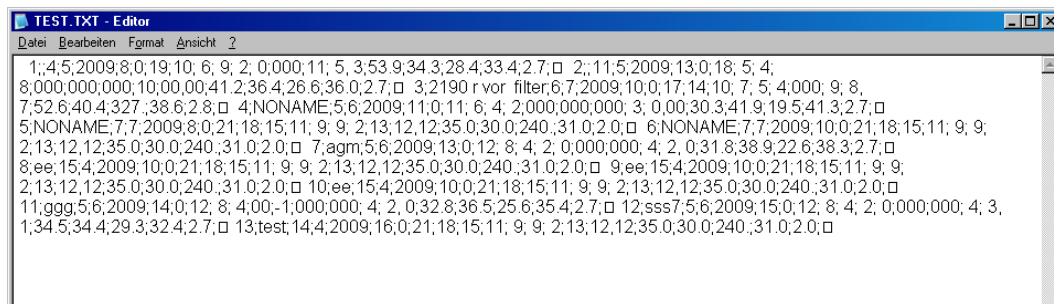 TEST.TXT - Editor
Datei Bearbeiten Format Ansicht ?
1;;4;5;2009;8;0;19;10; 6; 9; 2; 0;000;11; 5, 3;53.9;34.3;28.4;33.4;2.7;□ 2;;11;5;2009;13;0;18; 5; 4;
8;000;000;000;10;00,00;41.2;36.4;26.6;36.0;2.7;□ 3;2190 r vor filter;6;7;2009;10;0;17;14;10; 7; 5; 4;000; 9; 8,
7;52.6;40.4;327.;38.6;2.8;□ 4;NONAME;5;6;2009;11;0;11; 6; 4; 2;000;000;000; 3; 0,00;30.3;41.9;19.5;41.3;2.7;□
5;NONAME;7;7;2009;8;0;21;18;15;11; 9; 9; 2;13;12,12;35.0;30.0;240.;31.0;2.0;□ 6;NONAME;7;7;2009;10;0;21;18;15;11; 9; 9;
2;13;12,12;35.0;30.0;240.;31.0;2.0;□ 7;agm;5;6;2009;13;0;12; 8; 4; 2; 0;000;000; 4; 2, 0;31.8;38.9;22.6;38.3;2.7;□
8;ee;15;4;2009;10;0;21;18;15;11; 9; 9; 2;13;12,12;35.0;30.0;240.;31.0;2.0;□ 9;ee;15;4;2009;10;0;21;18;15;11; 9; 9;
2;13;12,12;35.0;30.0;240.;31.0;2.0;□ 10;ee;15;4;2009;10;0;21;18;15;11; 9; 9; 2;13;12,12;35.0;30.0;240.;31.0;2.0;□
11;ggg;5;6;2009;14;0;12; 8; 4;00;-1;000;000; 4; 2, 0;32.8;36.5;25.6;35.4;2.7;□ 12;sss7;5;6;2009;15;0;12; 8; 4; 2; 0;000;000; 4; 3,
1;34.5;34.4;29.3;32.4;2.7;□ 13;test;14;4;2009;16;0;21;18;15;11; 9; 9; 2;13;12,12;35.0;30.0;240.;31.0;2.0;□